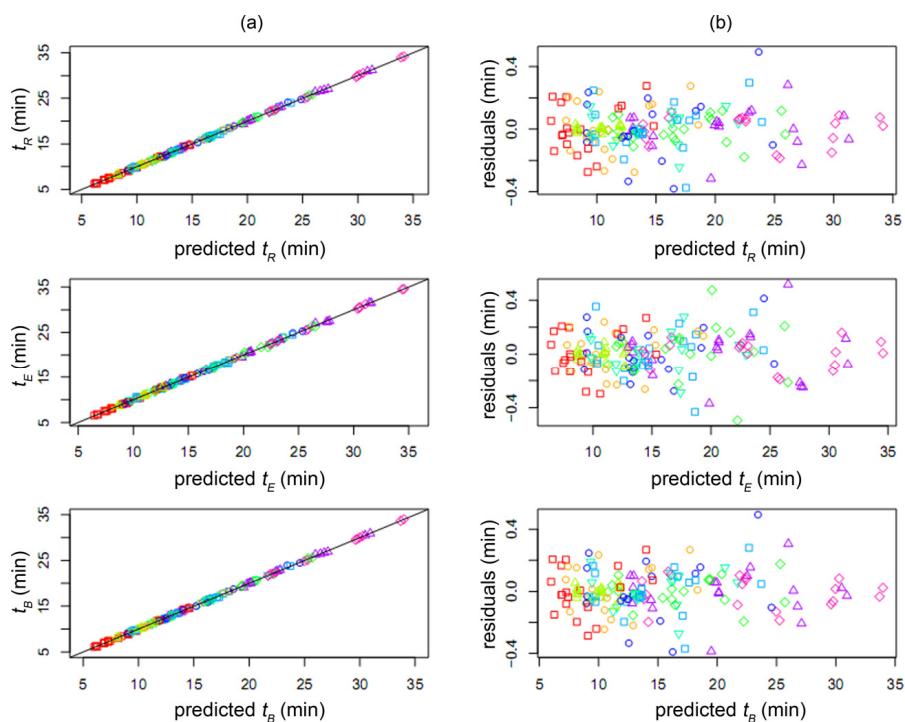 (a)
35
25
15
5
t_R (min)
5 10 15 20 25 30 35
predicted t_R (min)
(b)
0.4
0.0
−0.4
residuals (min)
10 15 20 25 30 35
predicted t_R (min)
35
25
15
5
t_E (min)
5 10 15 20 25 30 35
predicted t_E (min)
0.4
0.0
−0.4
residuals (min)
10 15 20 25 30 35
predicted t_E (min)
35
25
15
5
t_B (min)
5 10 15 20 25 30 35
predicted t_B (min)
0.4
0.0
−0.4
residuals (min)
5 10 15 20 25 30 35
predicted t_B (min)